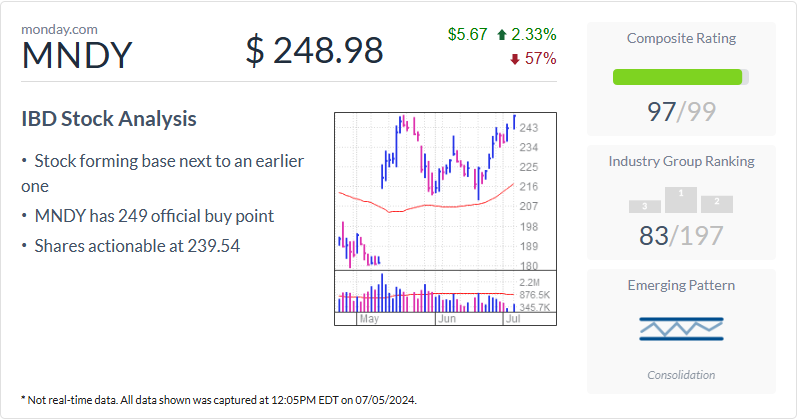 monday.com
MNDY
$ 248.98
$5.67 2.33%
57%
IBD Stock Analysis
• Stock forming base next to an earlier
one
• MNDY has 249 official buy point
• Shares actionable at 239.54
243
234
225
216
207
198
189
180
2.2M
876.5K
345.7K
May Jun Jul
Composite Rating
97/99
Industry Group Ranking
3 1 2
83/197
Emerging Pattern
Consolidation
* Not real-time data. All data shown was captured at 12:05PM EDT on 07/05/2024.